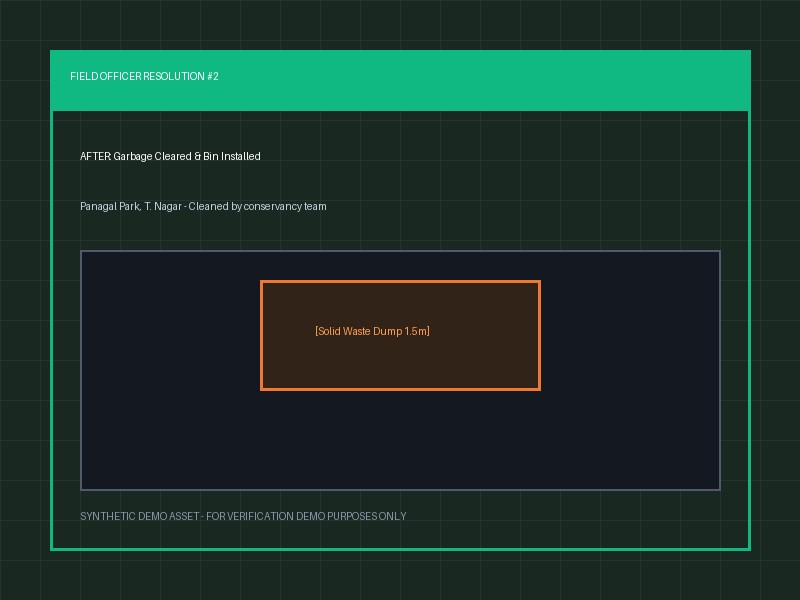 FIELD OFFICER RESOLUTION #2
AFTER: Garbage Cleared & Bin Installed
Panagal Park, T. Nagar - Cleaned by conservancy team
[Solid Waste Dump 1.5m]
SYNTHETIC DEMO ASSET - FOR VERIFICATION DEMO PURPOSES ONLY